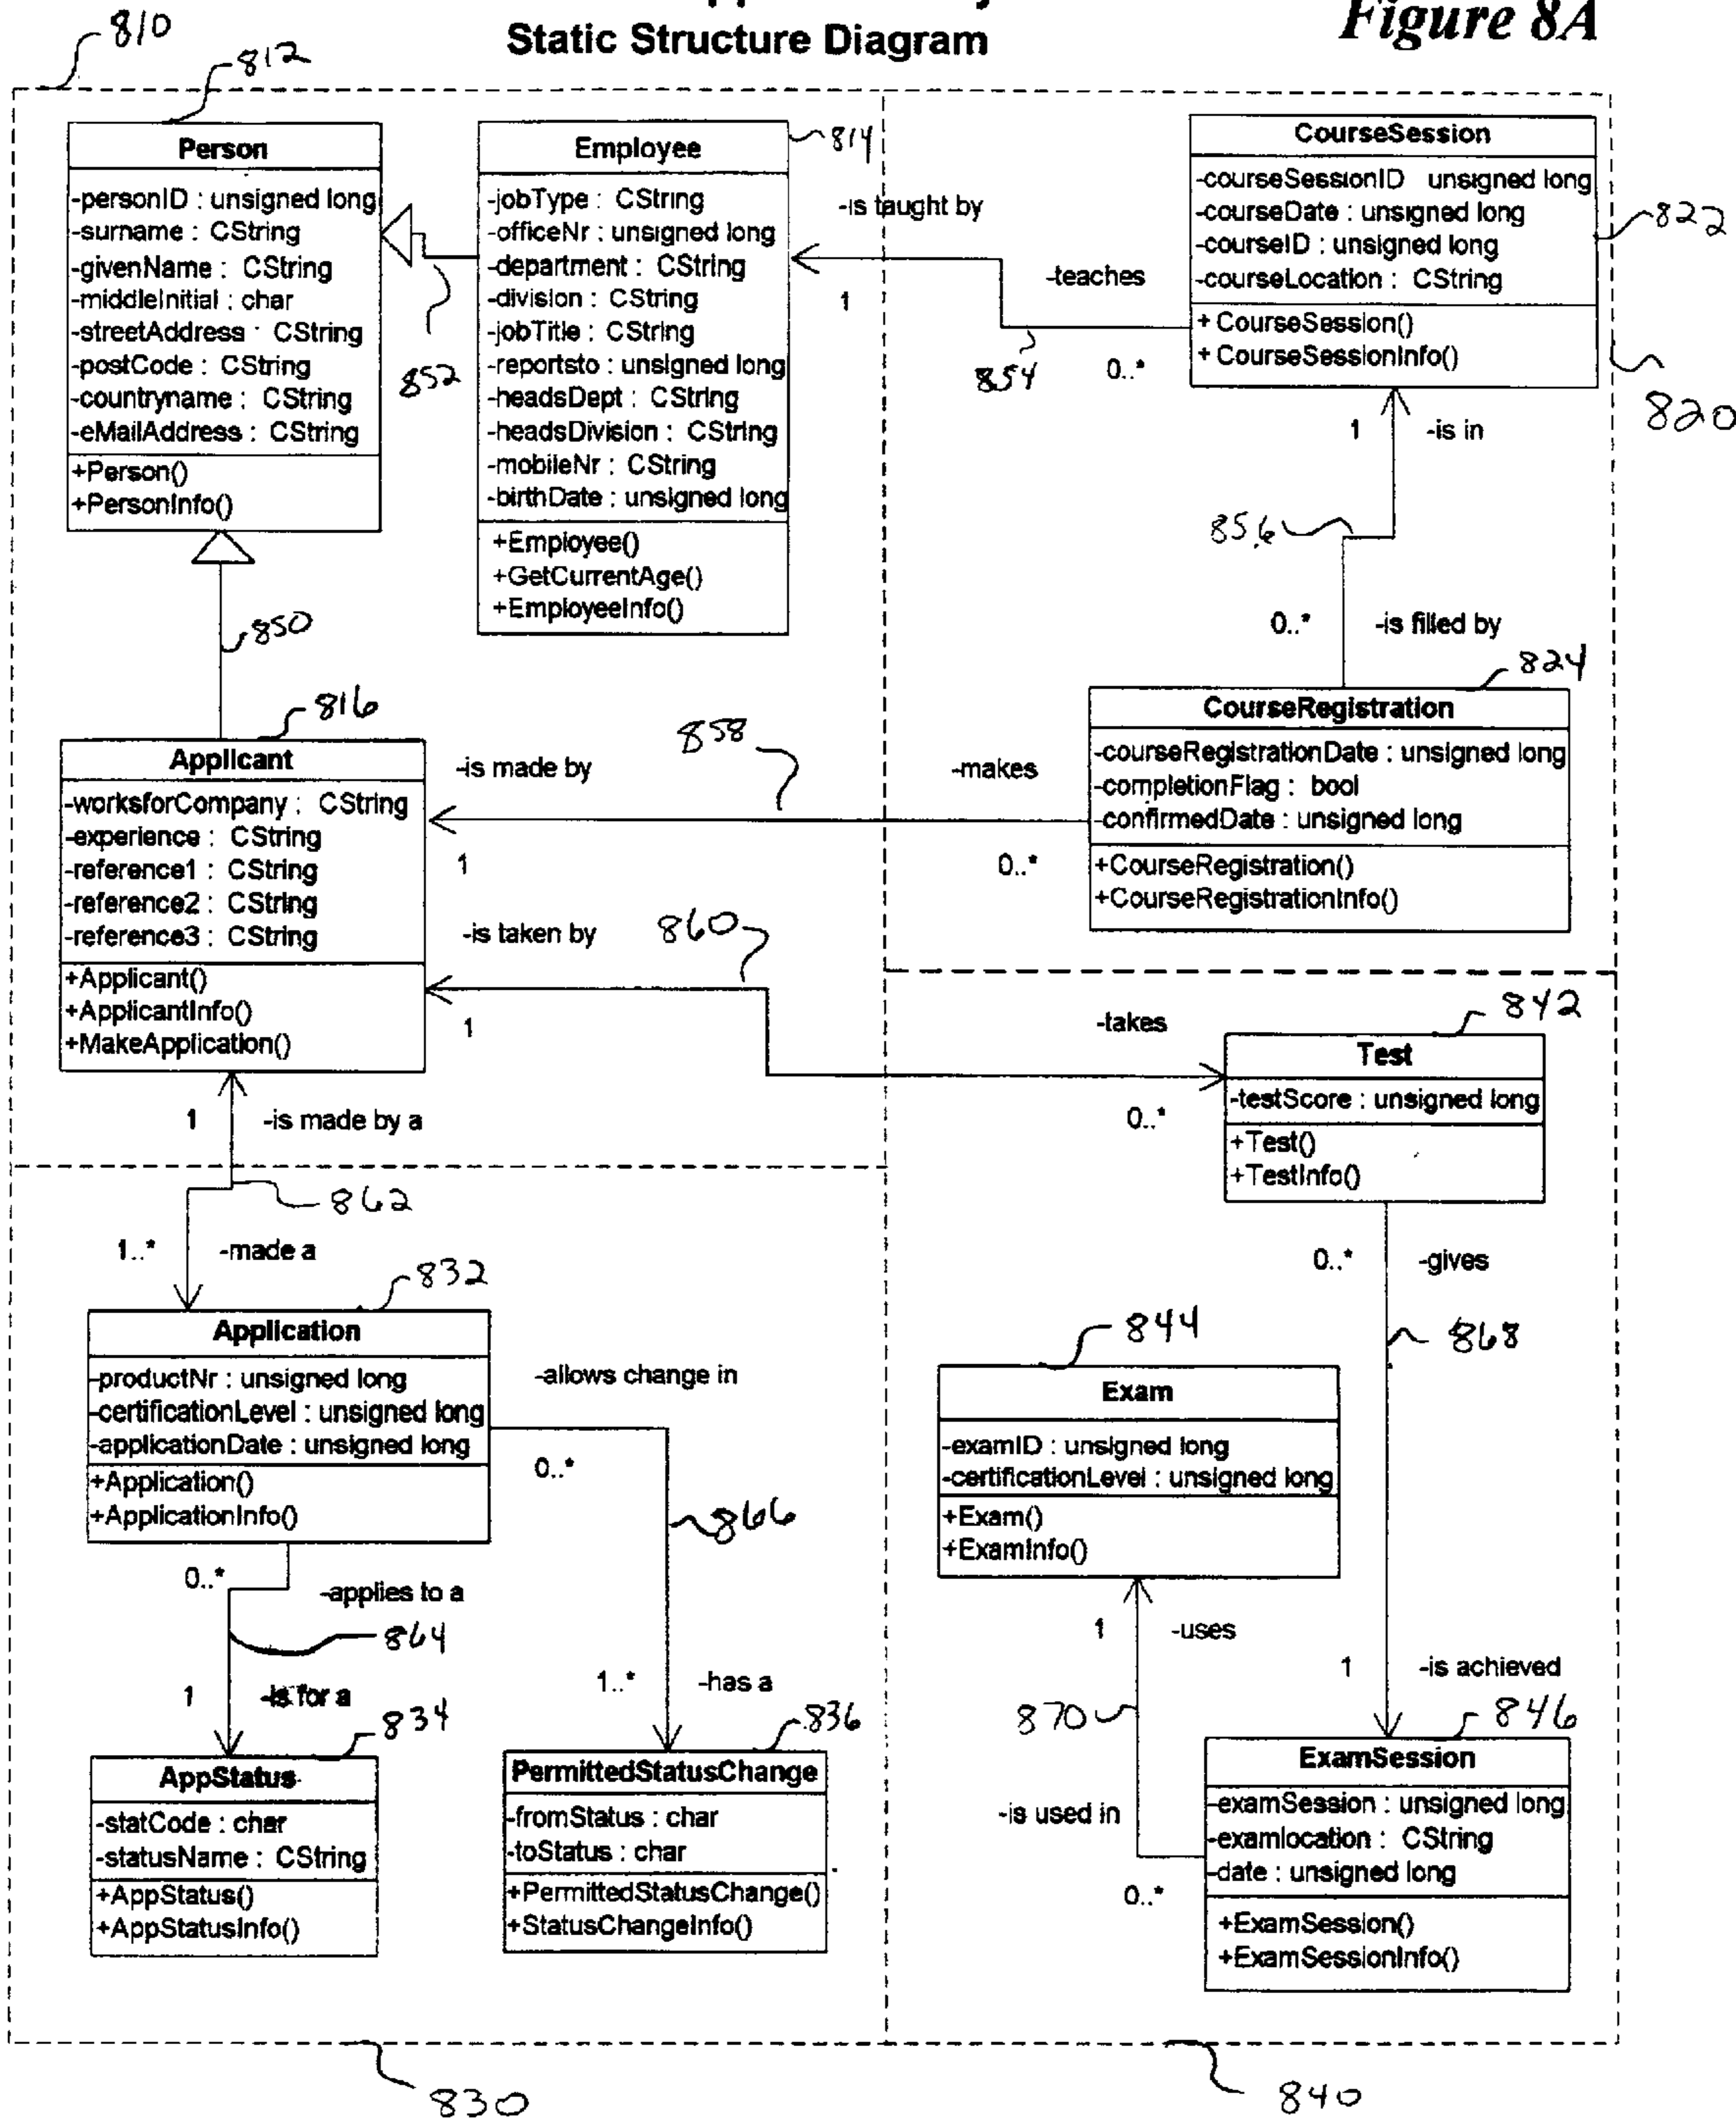 Static Structure Diagram
Figure 8A
810
812
Person
-personID : unsigned long
-surname : CString
-givenName : CString
-middleInitial : char
-streetAddress : CString
-postCode : CString
-countryname : CString
-eMailAddress : CString
+Person()
+PersonInfo()
852
814
Employee
-jobType : CString
-officeNr : unsigned long
-department : CString
-division : CString
-jobTitle : CString
-reportsto : unsigned long
-headsDept : CString
-headsDivision : CString
-mobileNr : CString
-birthDate : unsigned long
+Employee()
+GetCurrentAge()
+EmployeeInfo()
-is taught by
1
-teaches
854
0..*
CourseSession
-courseSessionID unsigned long
-courseDate : unsigned long
-courseID : unsigned long
-courseLocation : CString
+ CourseSession()
+ CourseSessionInfo()
822
820
1
-is in
856
0..*
-is filled by
824
850
816
Applicant
-worksforCompany : CString
-experience : CString
-reference1 : CString
-reference2 : CString
-reference3 : CString
+Applicant()
+ApplicantInfo()
+MakeApplication()
-is made by
858
-makes
1
0..*
CourseRegistration
-courseRegistrationDate : unsigned long
-completionFlag : bool
-confirmedDate : unsigned long
+CourseRegistration()
+CourseRegistrationInfo()
-is taken by
860
1
-takes
0..*
842
Test
-testScore : unsigned long
+Test()
+TestInfo()
1
-is made by a
862
1..*
-made a
832
Application
-productNr : unsigned long
-certificationLevel : unsigned long
-applicationDate : unsigned long
+Application()
+ApplicationInfo()
-allows change in
0..*
866
0..*
-applies to a
864
1
-is for a
834
1..*
-has a
836
AppStatus
-statCode : char
-statusName : CString
+AppStatus()
+AppStatusInfo()
PermittedStatusChange
-fromStatus : char
-toStatus : char
+PermittedStatusChange()
+StatusChangeInfo()
0..*
-gives
868
844
Exam
-examID : unsigned long
-certificationLevel : unsigned long
+Exam()
+ExamInfo()
1
-uses
1
-is achieved
870
846
-is used in
0..*
ExamSession
-examSession : unsigned long
-examlocation : CString
-date : unsigned long
+ExamSession()
+ExamSessionInfo()
830
840